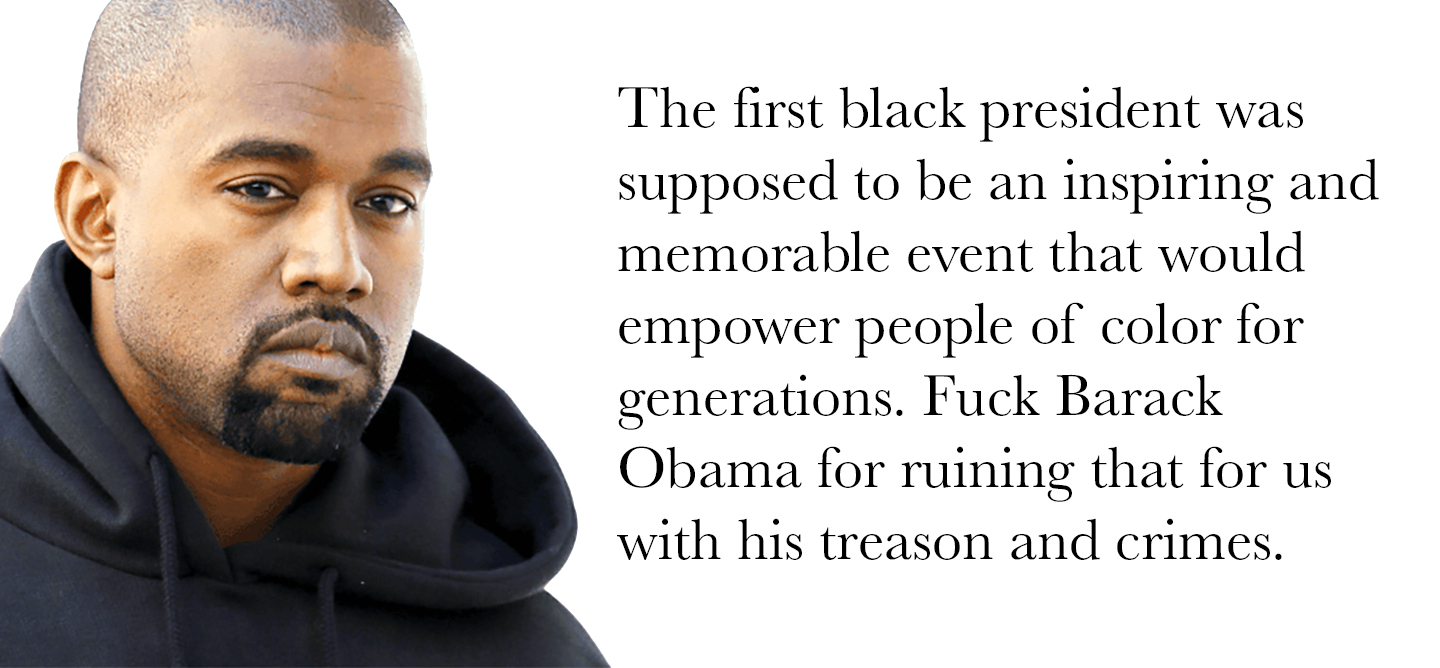 The first black president was
supposed to be an inspiring and
memorable event that would
empower people of color for
generations. Fuck Barack
Obama for ruining that for us
with his treason and crimes.